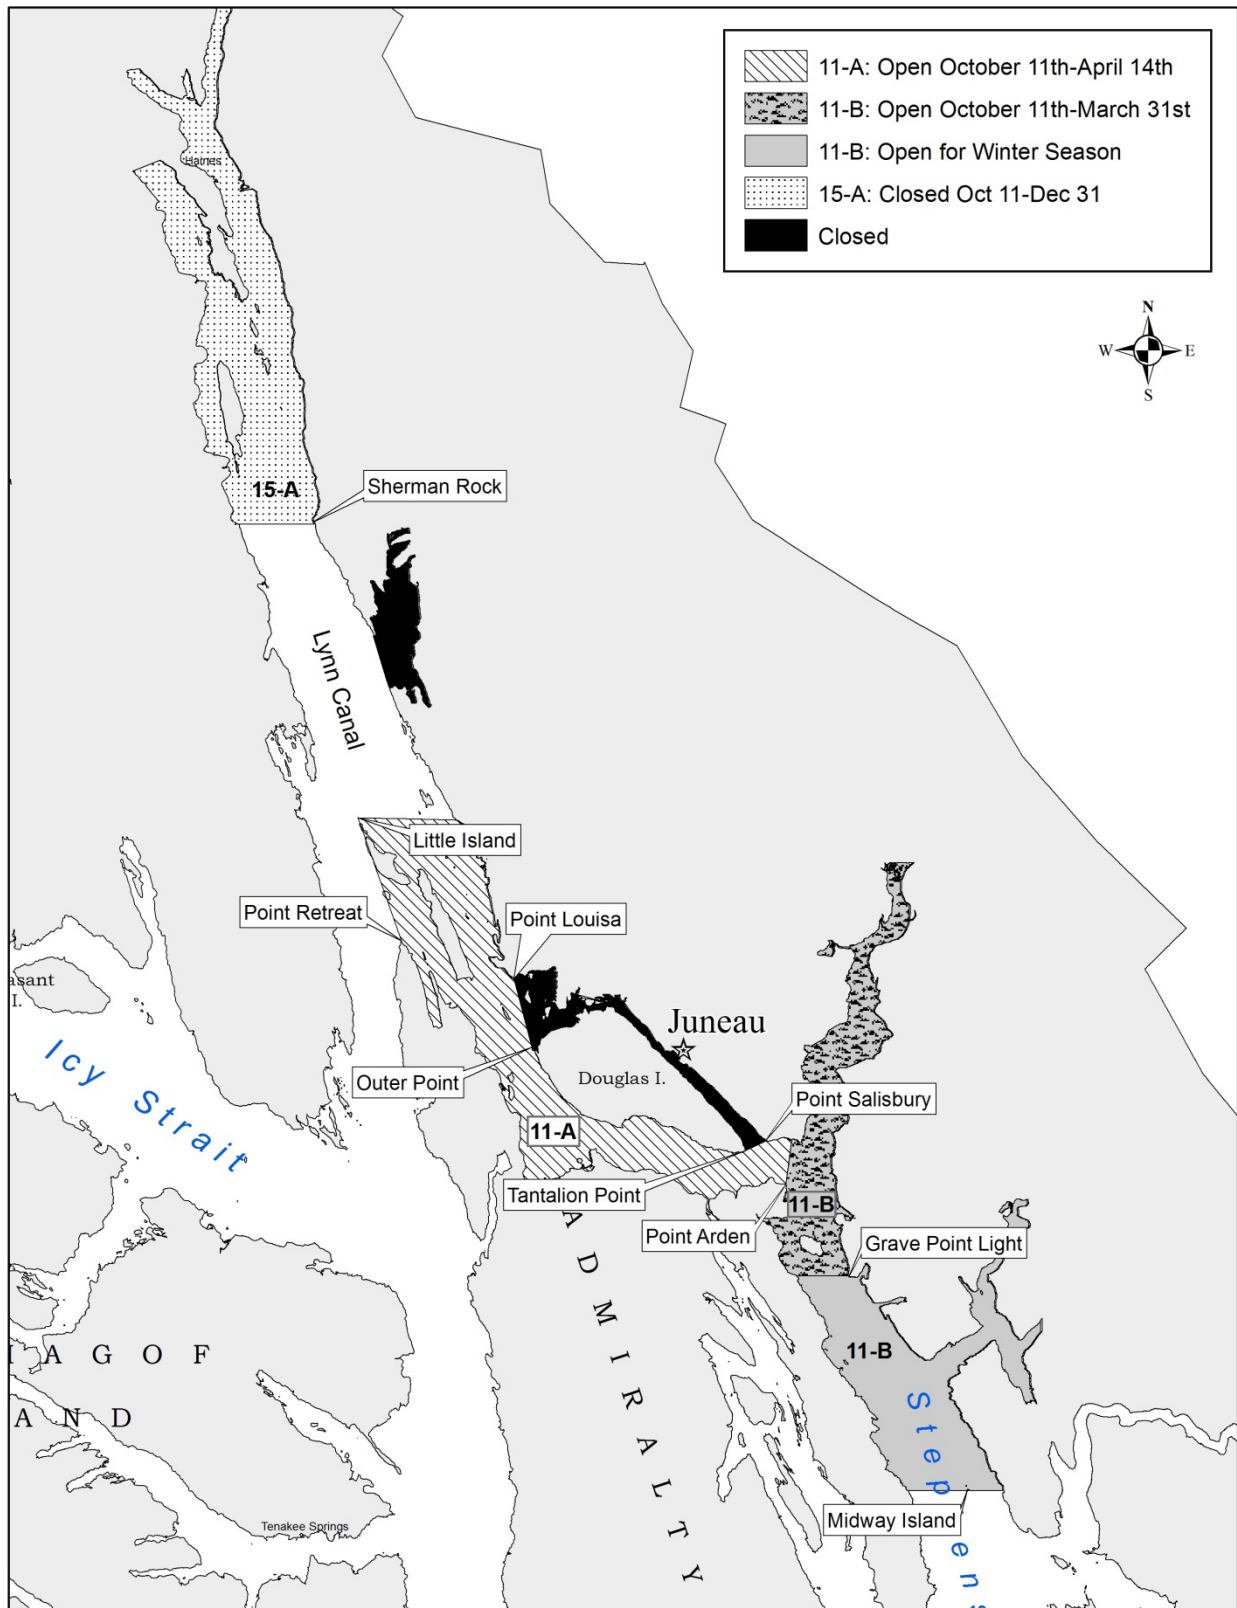 11-A: Open October 11th-April 14th
11-B: Open October 11th-March 31st
11-B: Open for Winter Season
15-A: Closed Oct 11-Dec 31
Closed
N
W E
S
Haines
15-A
Sherman Rock
Lynn Canal
Little Island
Point Retreat
Point Louisa
asant
I.
Juneau
Icy Strait
Outer Point
Douglas I.
Point Salisbury
11-A
Tantalion Point
11-B
Point Arden
Grave Point Light
ADMIRALTY
11-B
I A G O F
A N D
Stephens
Midway Island
Tenakee Springs